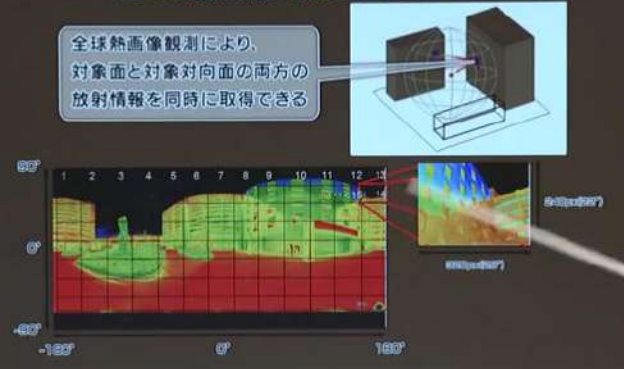 全球熱画像観測により、
対象面と対象対向面の両方の
放射情報を同時に取得できる
1 2 3 4 5 6 7 8 9 10 11 12 13
14
0°
-180° 0° 180°